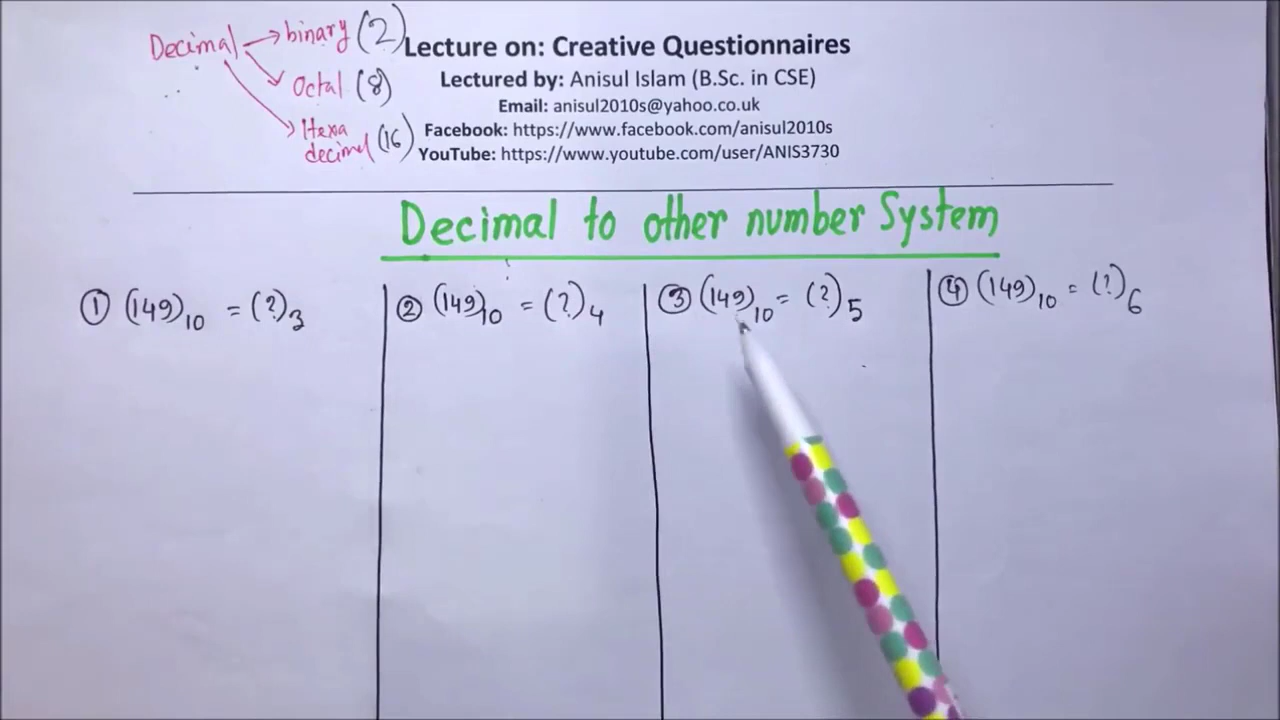 Decimal → binary (2)
Octal (8)
Hexa
decimel (16)
Lecture on: Creative Questionnaires
Lectured by: Anisul Islam (B.Sc. in CSE)
Email: anisul2010s@yahoo.co.uk
Facebook: https://www.facebook.com/anisul2010s
YouTube: https://www.youtube.com/user/ANIS3730
Decimal to other number System
① (149)₁₀ = (?)₃
② (149)₁₀ = (?)₄
③ (149)₁₀ = (?)₅
④ (149)₁₀ = (?)₆